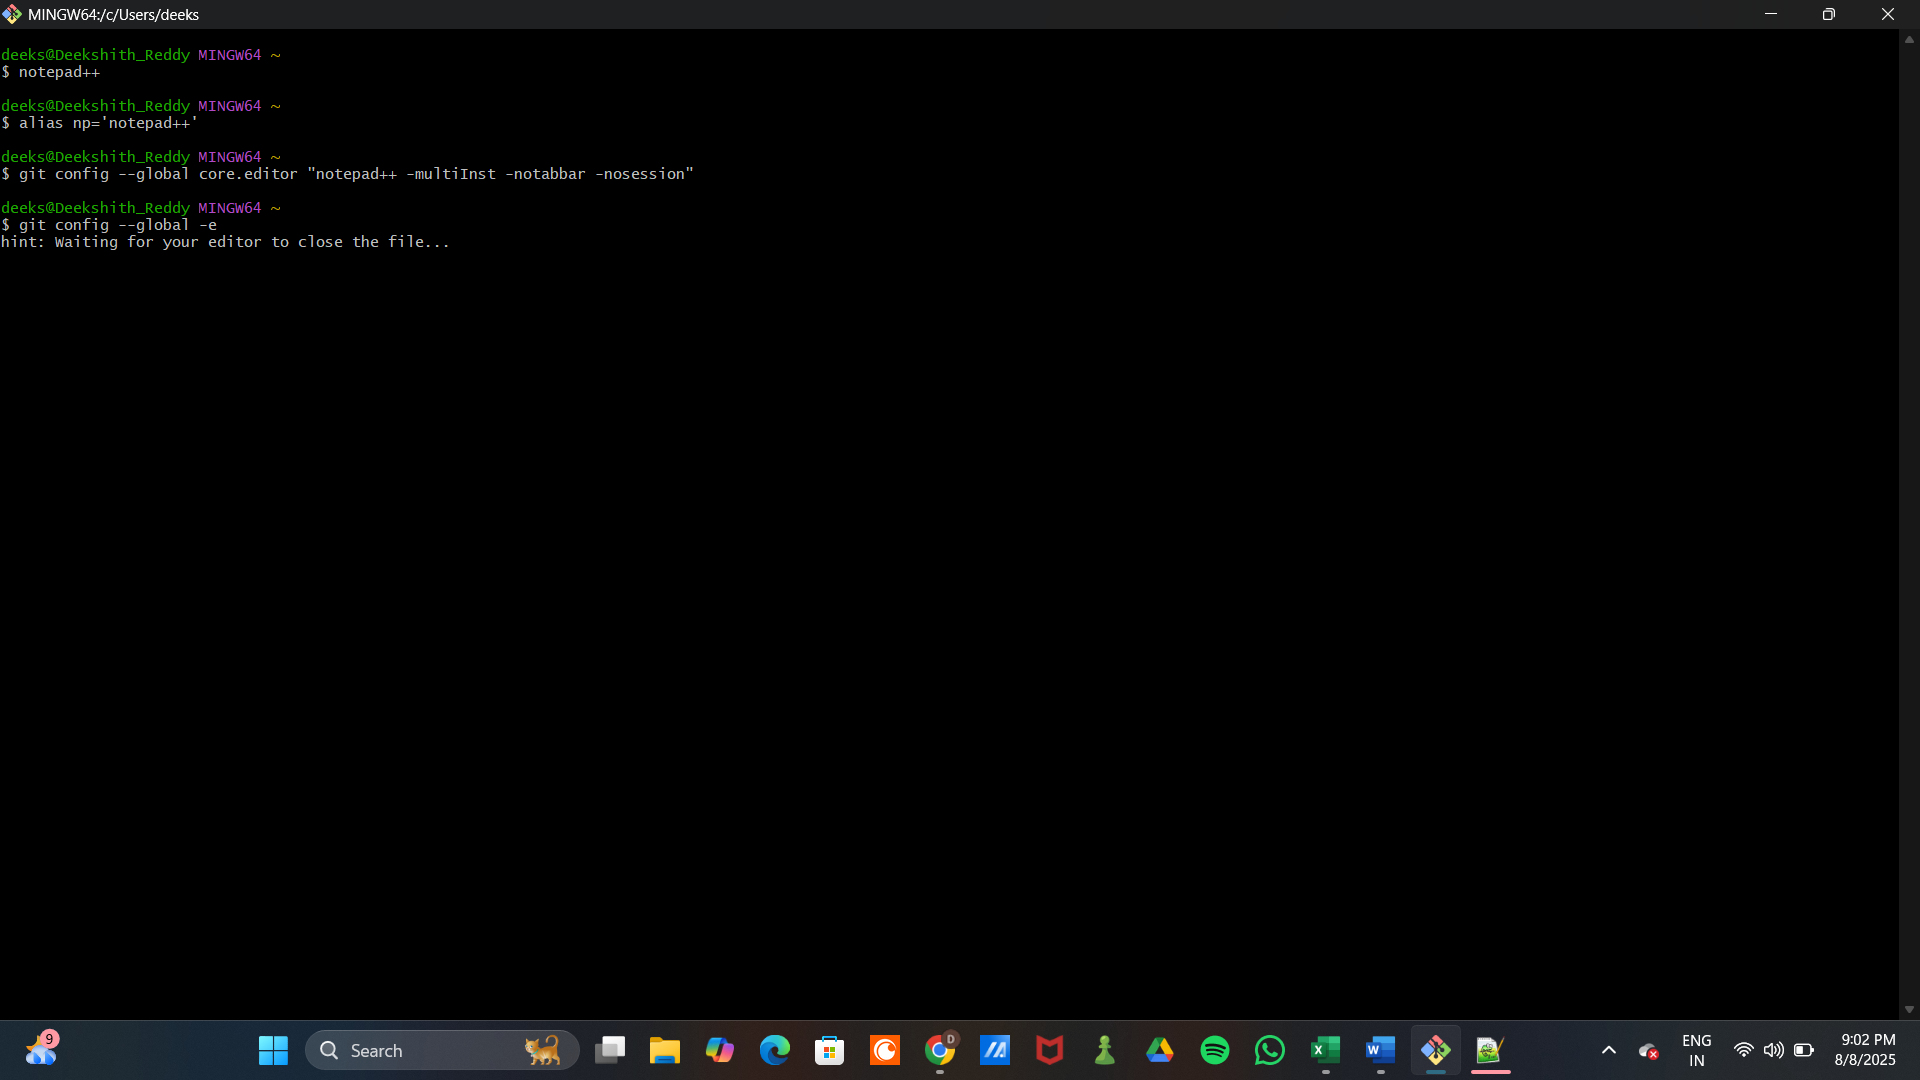 MINGW64:/c/Users/deeks
deeks@Deekshith_Reddy MINGW64 ~
$ notepad++
deeks@Deekshith_Reddy MINGW64 ~
$ alias np='notepad++'
deeks@Deekshith_Reddy MINGW64 ~
$ git config --global core.editor "notepad++ -multiInst -notabbar -nosession"
deeks@Deekshith_Reddy MINGW64 ~
$ git config --global -e
hint: Waiting for your editor to close the file...
9
Search
D
X
W
ENG
IN
9:02 PM
8/8/2025